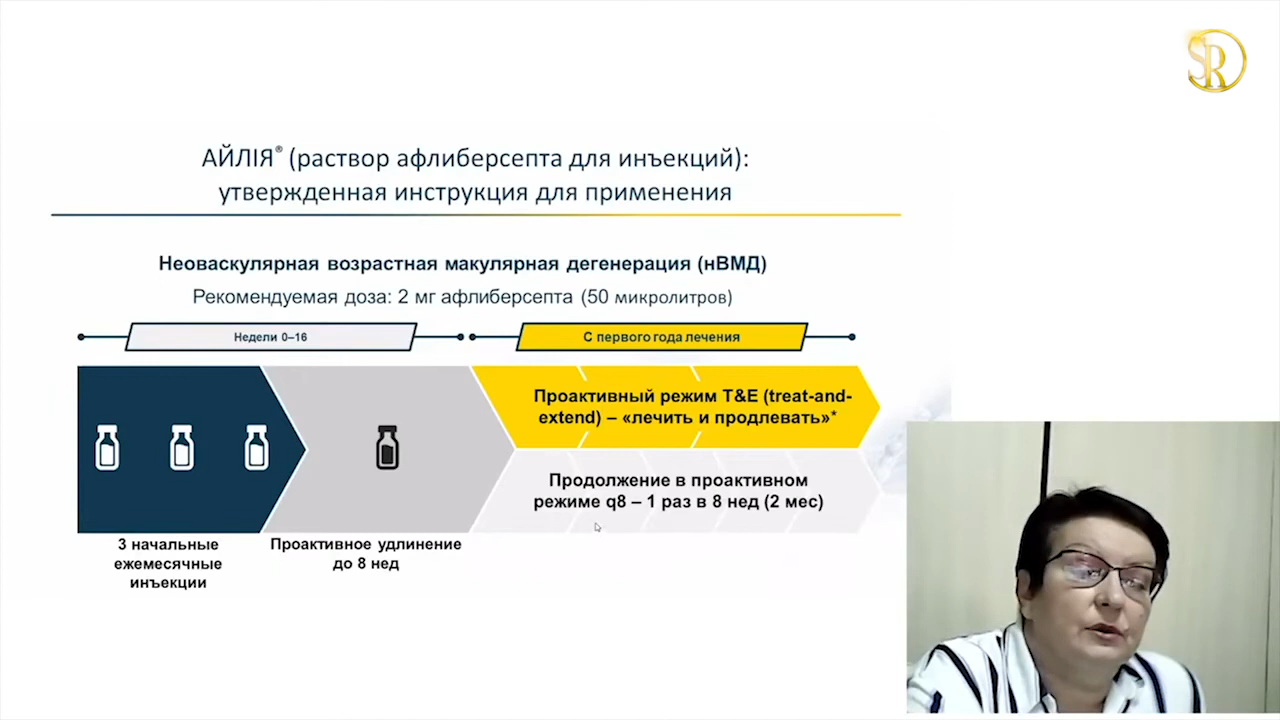 SR
АЙЛІЯ® (раствор афлиберсепта для инъекций):
утвержденная инструкция для применения
Неоваскулярная возрастная макулярная дегенерация (нВМД)
Рекомендуемая доза: 2 мг афлиберсепта (50 микролитров)
Недели 0–16
С первого года лечения
Проактивный режим T&E (treat-and-
extend) – «лечить и продлевать»*
Продолжение в проактивном
режиме q8 – 1 раз в 8 нед (2 мес)
3 начальные
ежемесячные
инъекции
Проактивное удлинение
до 8 нед